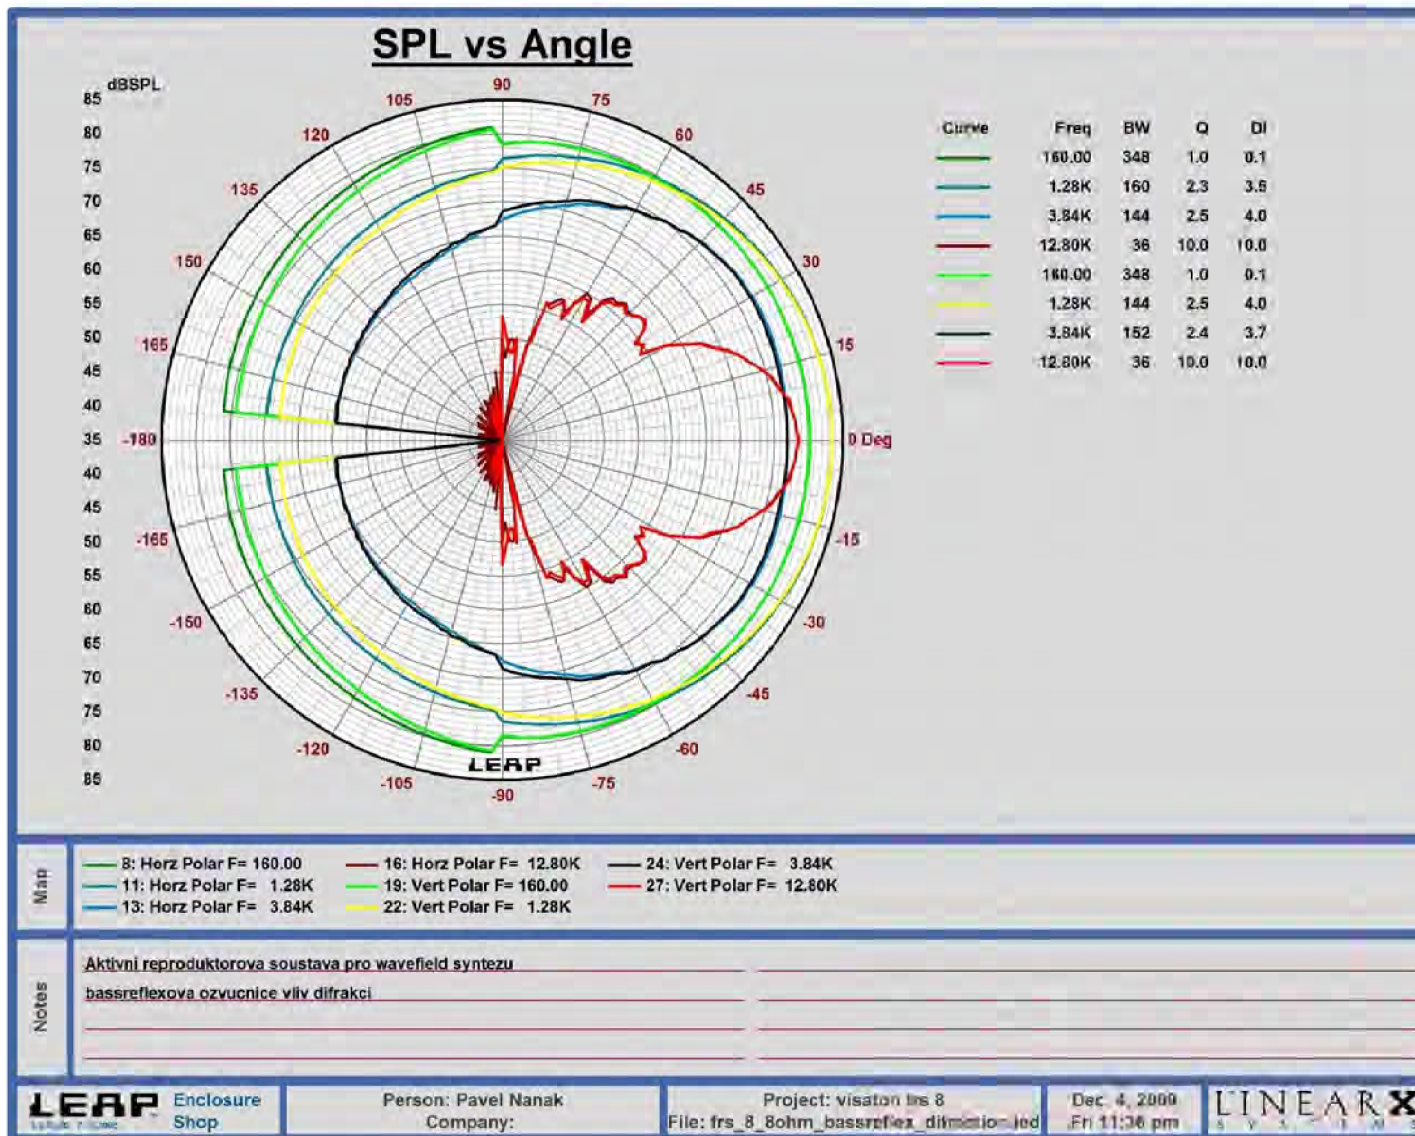 SPL vs Angle
dBSPL
85
80
75
70
65
60
55
50
45
40
35
40
45
50
55
60
65
70
75
80
85
90
75
60
45
30
15
0 Deg
-15
-30
-45
-60
-75
-90
-105
-120
-135
-150
-165
-180
165
150
135
120
105
LEAP
Curve Freq BW Q DI
160.00 348 1.0 0.1
1.28K 160 2.3 3.5
3.84K 144 2.5 4.0
12.80K 36 10.0 10.0
160.00 348 1.0 0.1
1.28K 144 2.5 4.0
3.84K 152 2.4 3.7
12.80K 36 10.0 10.0
Map
8: Horz Polar F= 160.00
11: Horz Polar F= 1.28K
13: Horz Polar F= 3.84K
16: Horz Polar F= 12.80K
19: Vert Polar F= 160.00
22: Vert Polar F= 1.28K
24: Vert Polar F= 3.84K
27: Vert Polar F= 12.80K
Notes
Aktivni reproduktorova soustava pro wavefield syntezu
bassreflexova ozvucnice vliv difrakci
LEAP Enclosure
Shop
Person: Pavel Nanak
Company:
Project: visaton frs 8
File: frs_8_8ohm_bassreflex
Dec 4, 2009
Fri 11:36 pm
LINEARX
SYSTEMS